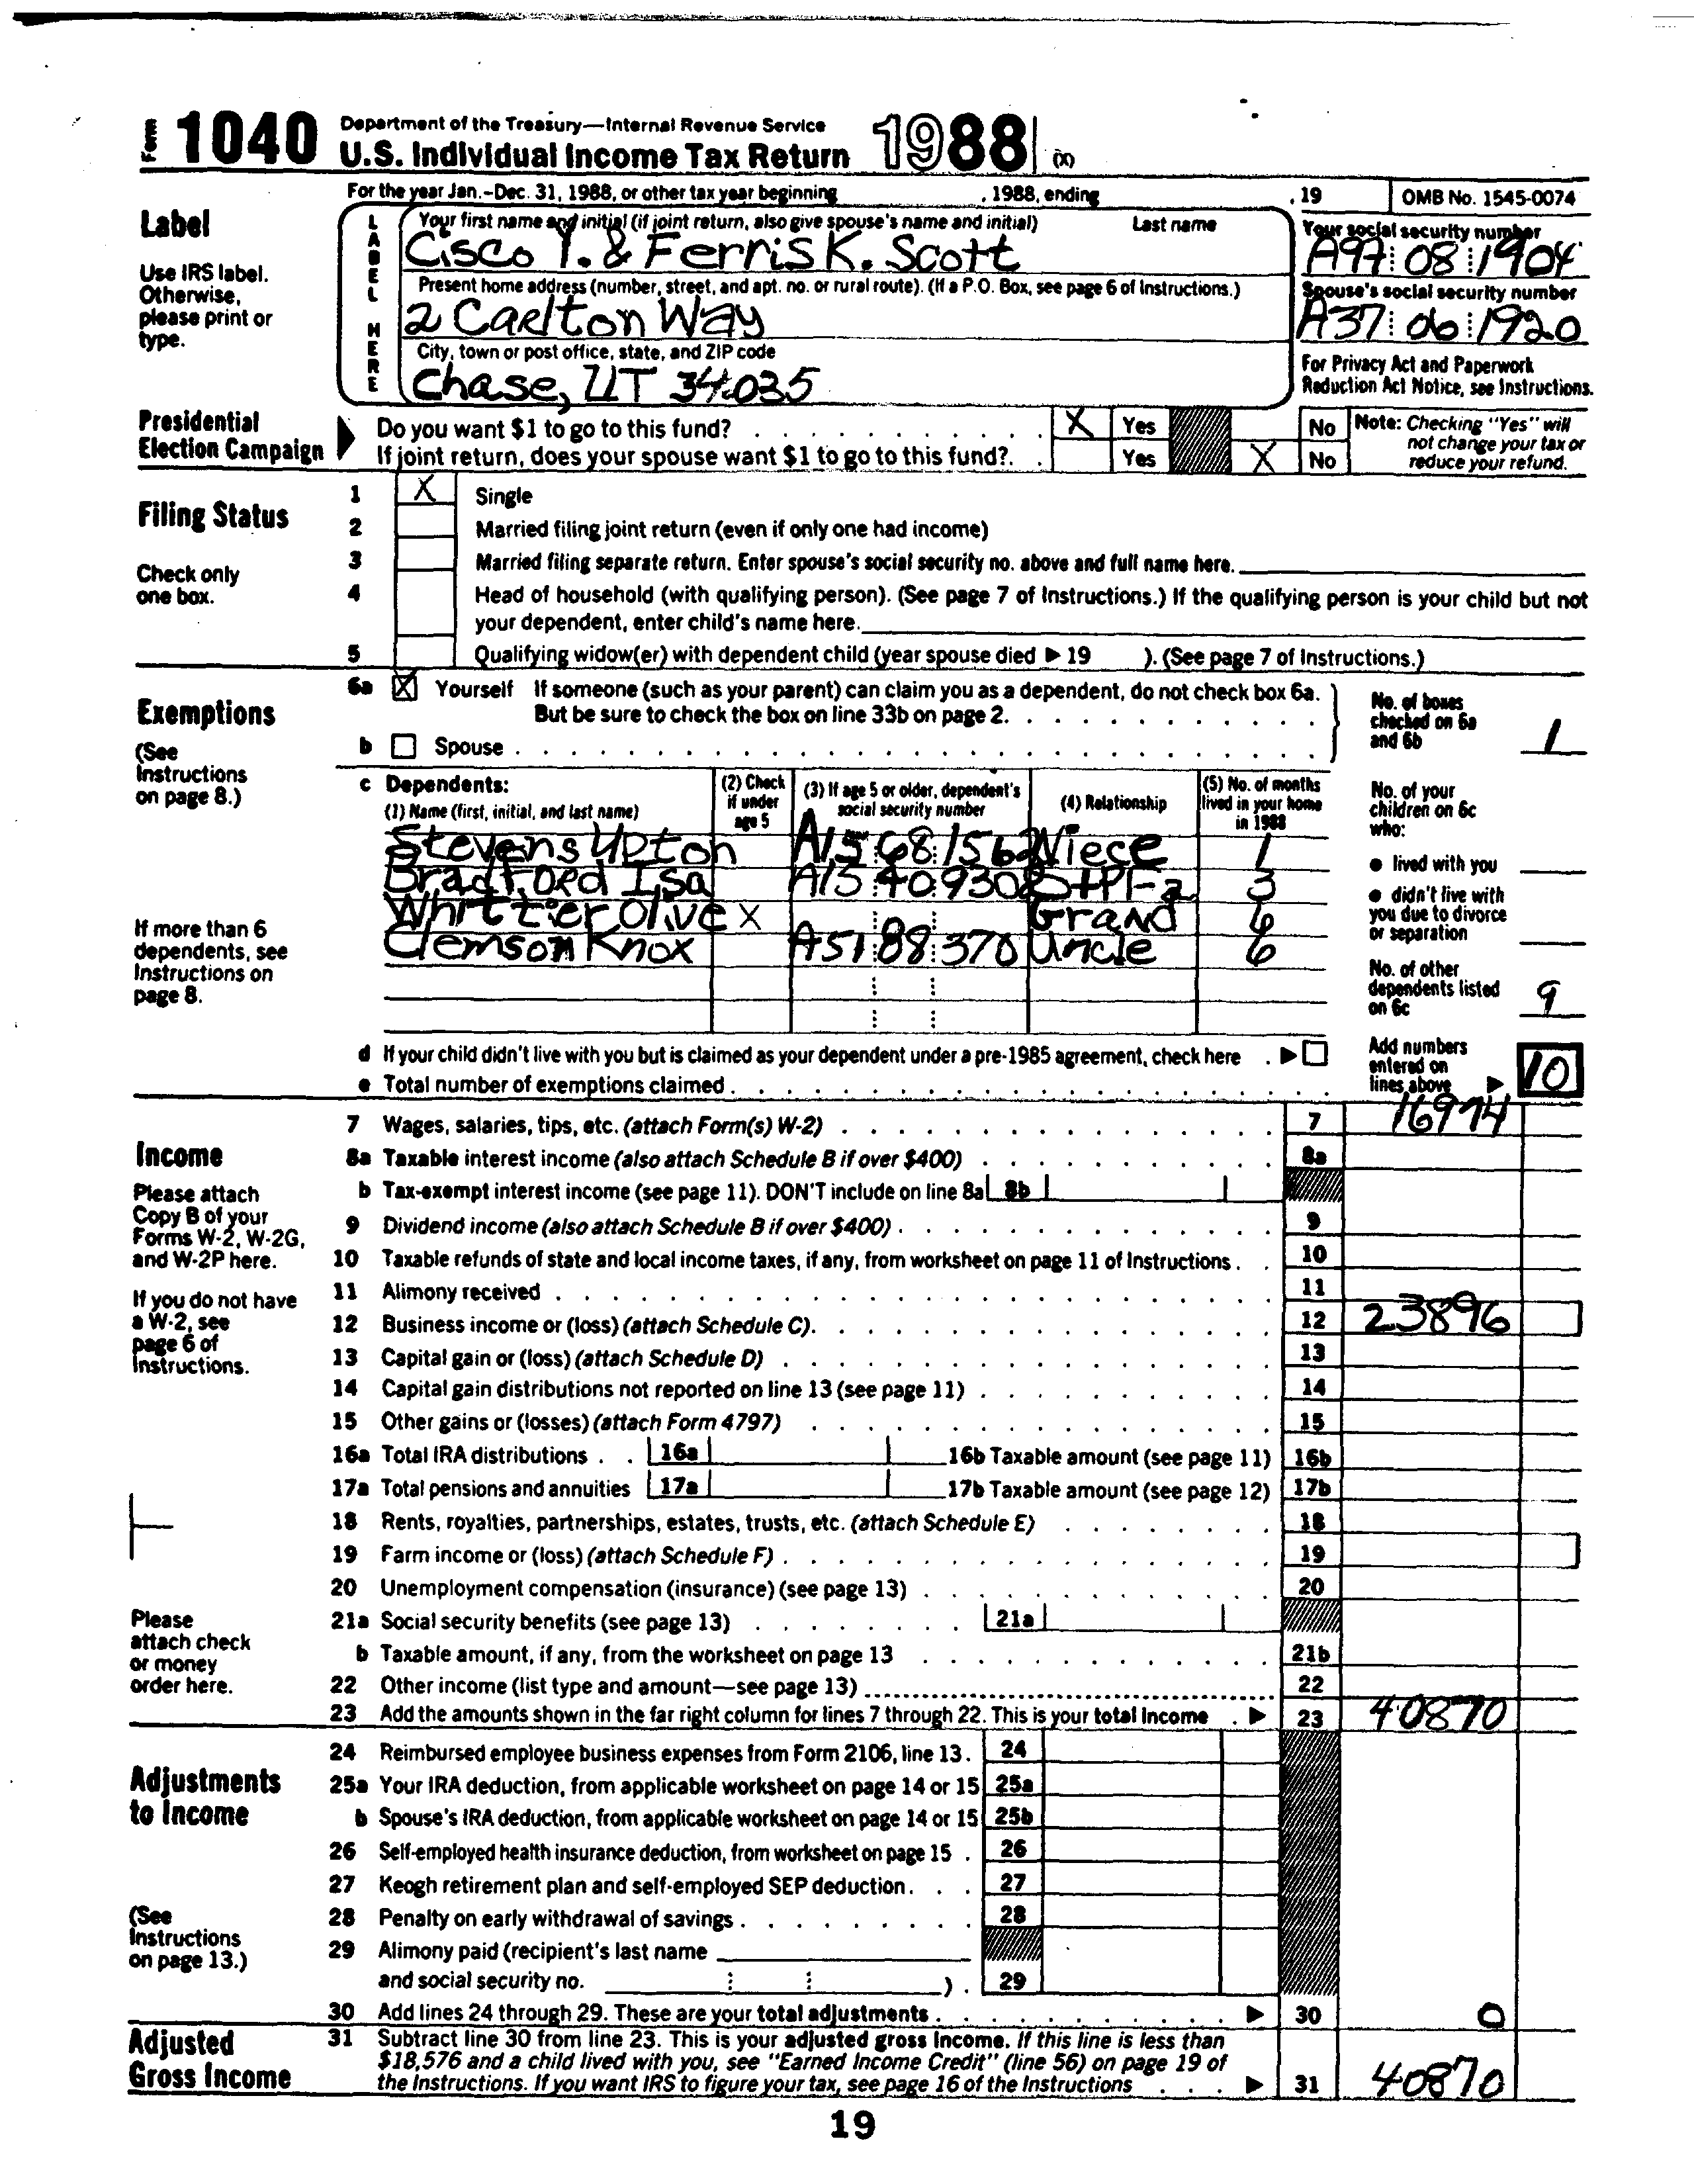 Form 1040 Department of the Treasury—Internal Revenue Service
U.S. Individual Income Tax Return 1988 (X)
For the year Jan.-Dec. 31, 1988, or other tax year beginning , 1988, ending , 19 OMB No. 1545-0074
Label
Use IRS label.
Otherwise,
please print or
type.
LABEL HERE
Your first name and initial (if joint return, also give spouse's name and initial) Last name
Cisco Y. & Ferris K. Scott
Your social security number
A97 08 1904
Present home address (number, street, and apt. no. or rural route). (If a P.O. Box, see page 6 of Instructions.)
2 Carlton Way
Spouse's social security number
A37 06 1920
City, town or post office, state, and ZIP code
Chase, UT 34035
For Privacy Act and Paperwork
Reduction Act Notice, see Instructions.
Presidential
Election Campaign
Do you want $1 to go to this fund? X Yes No
If joint return, does your spouse want $1 to go to this fund? Yes X No
Note: Checking "Yes" will
not change your tax or
reduce your refund.
Filing Status
Check only
one box.
1 X Single
2 Married filing joint return (even if only one had income)
3 Married filing separate return. Enter spouse's social security no. above and full name here.
4 Head of household (with qualifying person). (See page 7 of Instructions.) If the qualifying person is your child but not
your dependent, enter child's name here.
5 Qualifying widow(er) with dependent child (year spouse died ▶ 19 ). (See page 7 of Instructions.)
Exemptions
(See
Instructions
on page 8.)
6a X Yourself If someone (such as your parent) can claim you as a dependent, do not check box 6a.
But be sure to check the box on line 33b on page 2.
b Spouse
No. of boxes
checked on 6a
and 6b 1
c Dependents:
(1) Name (first, initial, and last name)
(2) Check
if under
age 5
(3) If age 5 or older, dependent's
social security number
(4) Relationship
(5) No. of months
lived in your home
in 1988
Stevens Upton A15 68 1562 Niece 1
Bradford Isa A13 40 9308 3
Whittier Olive X Grand 6
Clemson Knox A51 88 370 Uncle 6
If more than 6
dependents, see
Instructions on
page 8.
No. of your
children on 6c
who:
● lived with you
● didn't live with
you due to divorce
or separation
No. of other
dependents listed
on 6c 9
d If your child didn't live with you but is claimed as your dependent under a pre-1985 agreement, check here ▶
e Total number of exemptions claimed
Add numbers
entered on
lines above ▶ 10
Income
Please attach
Copy B of your
Forms W-2, W-2G,
and W-2P here.
If you do not have
a W-2, see
page 6 of
Instructions.
Please
attach check
or money
order here.
7 Wages, salaries, tips, etc. (attach Form(s) W-2) 7 16974
8a Taxable interest income (also attach Schedule B if over $400) 8a
b Tax-exempt interest income (see page 11). DON'T include on line 8a 8b
9 Dividend income (also attach Schedule B if over $400) 9
10 Taxable refunds of state and local income taxes, if any, from worksheet on page 11 of Instructions 10
11 Alimony received 11
12 Business income or (loss) (attach Schedule C) 12 23896
13 Capital gain or (loss) (attach Schedule D) 13
14 Capital gain distributions not reported on line 13 (see page 11) 14
15 Other gains or (losses) (attach Form 4797) 15
16a Total IRA distributions 16a 16b Taxable amount (see page 11) 16b
17a Total pensions and annuities 17a 17b Taxable amount (see page 12) 17b
18 Rents, royalties, partnerships, estates, trusts, etc. (attach Schedule E) 18
19 Farm income or (loss) (attach Schedule F) 19
20 Unemployment compensation (insurance) (see page 13) 20
21a Social security benefits (see page 13) 21a
b Taxable amount, if any, from the worksheet on page 13 21b
22 Other income (list type and amount—see page 13) 22
23 Add the amounts shown in the far right column for lines 7 through 22. This is your total income ▶ 23 40870
Adjustments
to Income
(See
Instructions
on page 13.)
24 Reimbursed employee business expenses from Form 2106, line 13. 24
25a Your IRA deduction, from applicable worksheet on page 14 or 15 25a
b Spouse's IRA deduction, from applicable worksheet on page 14 or 15 25b
26 Self-employed health insurance deduction, from worksheet on page 15 26
27 Keogh retirement plan and self-employed SEP deduction 27
28 Penalty on early withdrawal of savings 28
29 Alimony paid (recipient's last name
and social security no. ) 29
30 Add lines 24 through 29. These are your total adjustments ▶ 30 0
Adjusted
Gross Income
31 Subtract line 30 from line 23. This is your adjusted gross income. If this line is less than
$18,576 and a child lived with you, see "Earned Income Credit" (line 56) on page 19 of
the Instructions. If you want IRS to figure your tax, see page 16 of the Instructions ▶ 31 40870
19